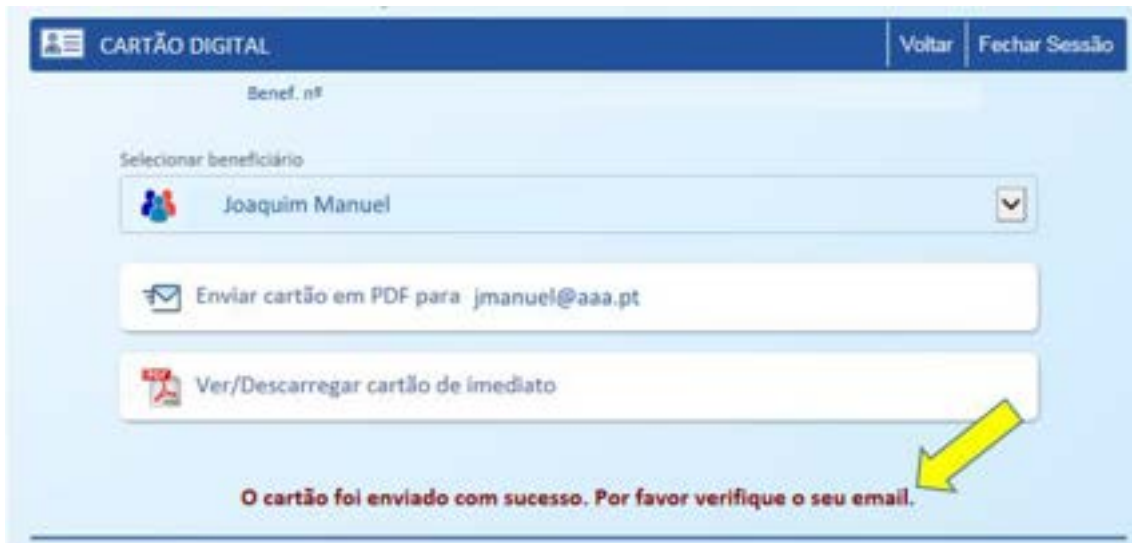 CARTÃO DIGITAL
Voltar
Fechar Sessão
Benef. nº
Selecionar beneficiário
Joaquim Manuel
Enviar cartão em PDF para jmanuel@aaa.pt
PDF
Ver/Descarregar cartão de imediato
O cartão foi enviado com sucesso. Por favor verifique o seu email.